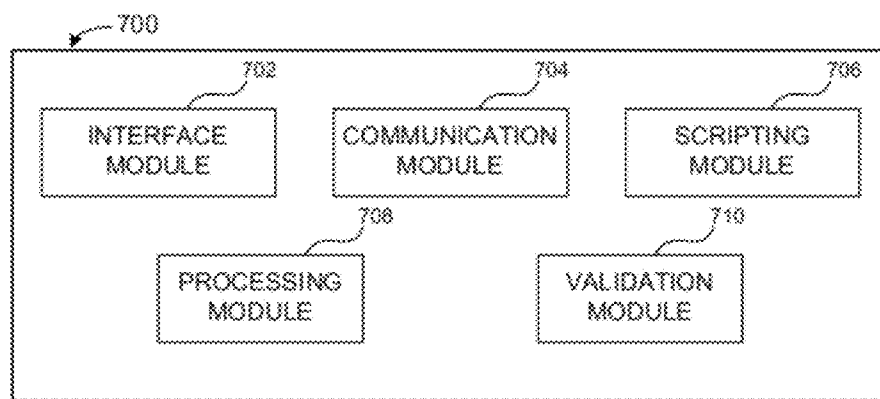 700
702
704
706
INTERFACE
MODULE
COMMUNICATION
MODULE
SCRIPTING
MODULE
708
710
PROCESSING
MODULE
VALIDATION
MODULE